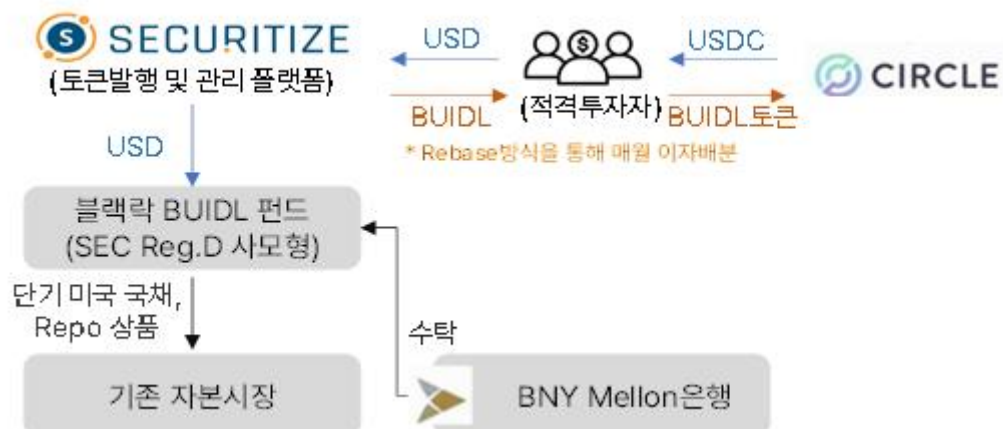 SECURITIZE
(토큰발행 및 관리 플랫폼)
USD
BUIDL
(적격투자자)
USDC
BUIDL토큰
CIRCLE
* Rebase방식을 통해 매월 이자배분
USD
블랙락 BUIDL 펀드
(SEC Reg.D 사모형)
단기 미국 국채,
Repo 상품
수탁
기존 자본시장
BNY Mellon은행